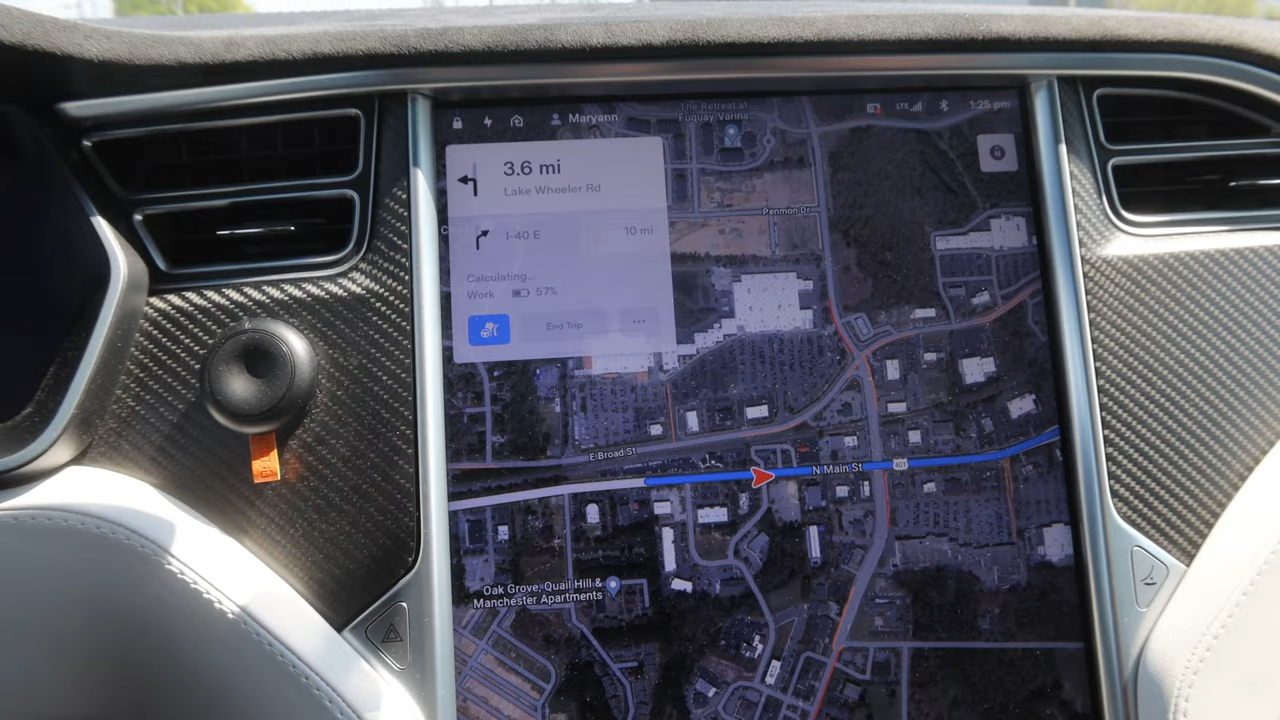 Maryann
LTE
1:25 pm
The Retreat at
Fuquay Varina
3.6 mi
Lake Wheeler Rd
I-40 E
10 mi
Calculating...
Work
57%
End Trip
...
Penmon Dr
E Broad St
N Main St
401
Oak Grove, Quail Hill &
Manchester Apartments